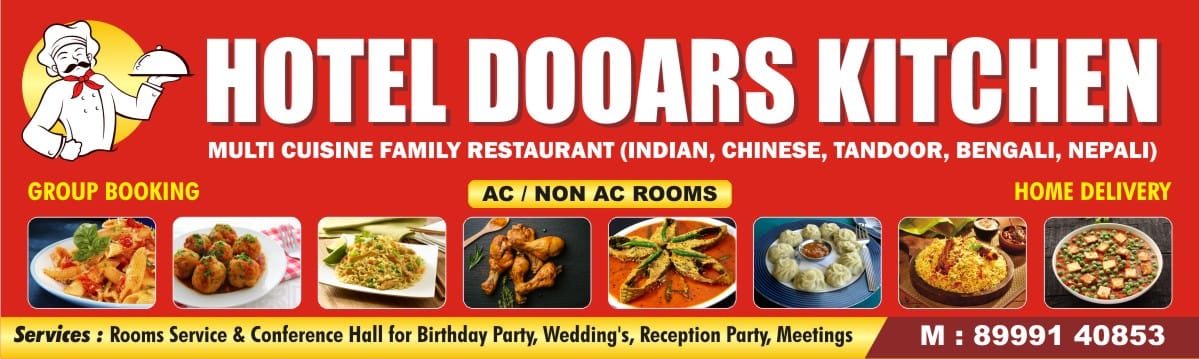 HOTEL DOOARS KITCHEN
MULTI CUISINE FAMILY RESTAURANT (INDIAN, CHINESE, TANDOOR, BENGALI, NEPALI)
GROUP BOOKING
AC / NON AC ROOMS
HOME DELIVERY
Services : Rooms Service & Conference Hall for Birthday Party, Wedding's, Reception Party, Meetings
M : 89991 40853